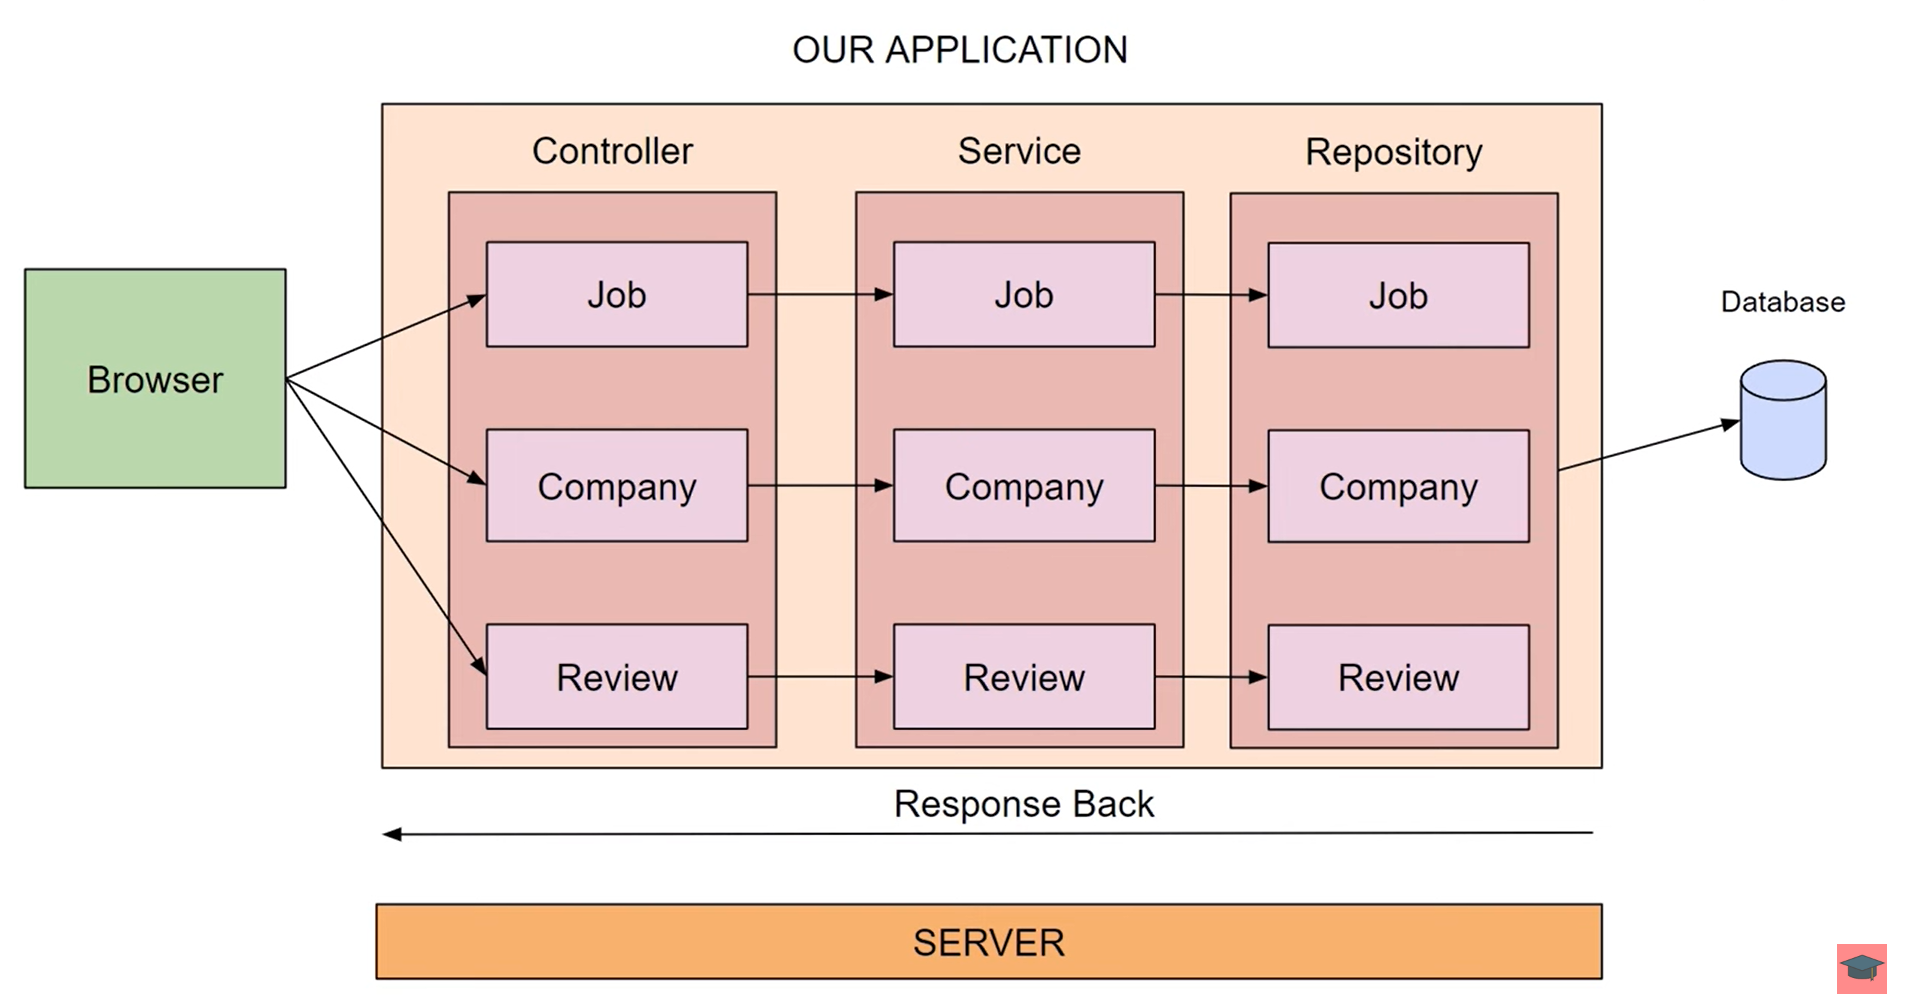 OUR APPLICATION
Controller
Service
Repository
Browser
Job
Job
Job
Database
Company
Company
Company
Review
Review
Review
Response Back
SERVER